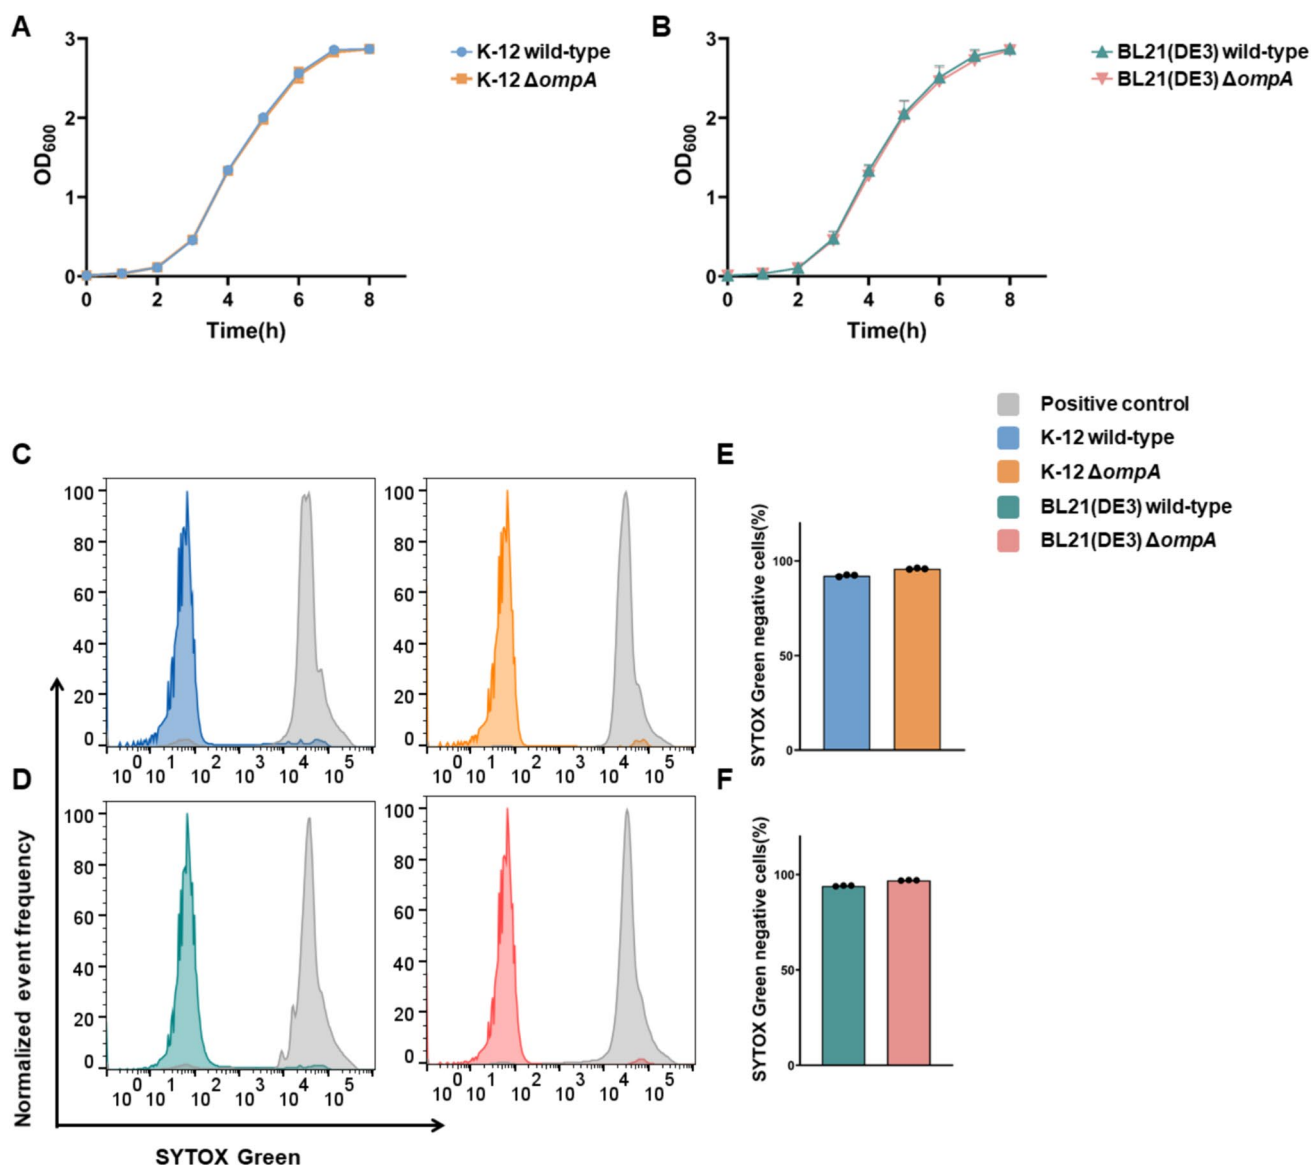 A
3
2
1
0
OD600
0 2 4 6 8
Time(h)
K-12 wild-type
K-12 ΔompA
B
3
2
1
0
OD600
0 2 4 6 8
Time(h)
BL21(DE3) wild-type
BL21(DE3) ΔompA
Positive control
K-12 wild-type
K-12 ΔompA
BL21(DE3) wild-type
BL21(DE3) ΔompA
C
100
80
60
40
20
0
10^0 10^1 10^2 10^3 10^4 10^5
100
80
60
40
20
0
10^0 10^1 10^2 10^3 10^4 10^5
D
100
80
60
40
20
0
10^0 10^1 10^2 10^3 10^4 10^5
100
80
60
40
20
0
10^0 10^1 10^2 10^3 10^4 10^5
Normalized event frequency
SYTOX Green
E
SYTOX Green negative cells(%)
100
50
0
F
SYTOX Green negative cells(%)
100
50
0